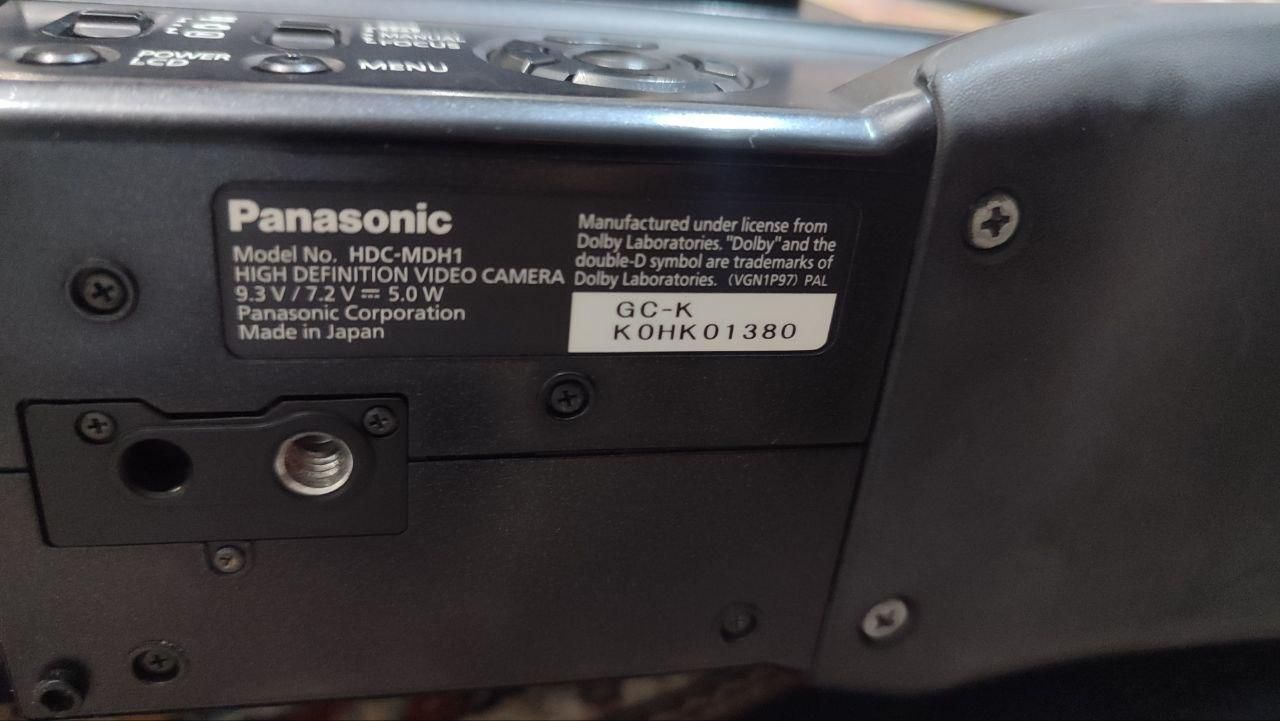 POWER
LCD
MANUAL
FOCUS
MENU
Panasonic
Model No. HDC-MDH1
HIGH DEFINITION VIDEO CAMERA
9.3 V / 7.2 V ⎓ 5.0 W
Panasonic Corporation
Made in Japan
Manufactured under license from
Dolby Laboratories. "Dolby"and the
double-D symbol are trademarks of
Dolby Laboratories. (VGN1P97) PAL
GC-K
K0HK01380